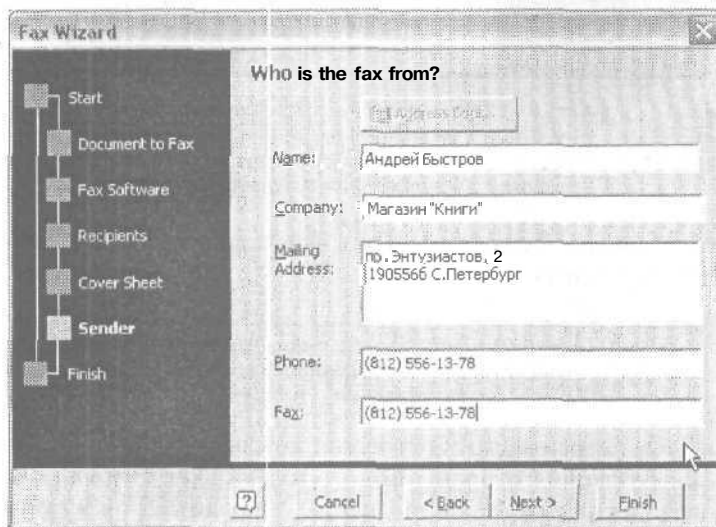 Fax Wizard
Who is the fax from?
Start
Document to Fax
Fax Software
Recipients
Cover Sheet
Sender
Finish
Address Book...
Name:
Андрей Быстров
Company:
Магазин "Книги"
Mailing
Address:
пр. Энтузиастов, 2
1905566 С.Петербург
Phone:
(812) 556-13-78
Fax:
(812) 556-13-78
?
Cancel
< Back
Next >
Finish